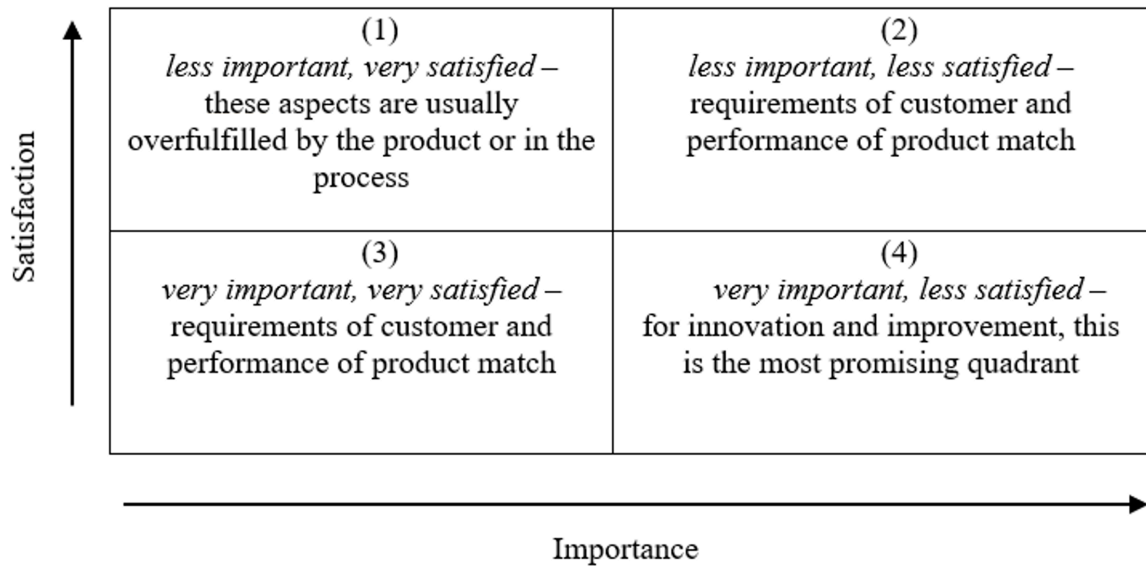 Satisfaction
(1)
less important, very satisfied –
these aspects are usually
overfulfilled by the product or in the
process
(2)
less important, less satisfied –
requirements of customer and
performance of product match
(3)
very important, very satisfied –
requirements of customer and
performance of product match
(4)
very important, less satisfied –
for innovation and improvement, this
is the most promising quadrant
Importance